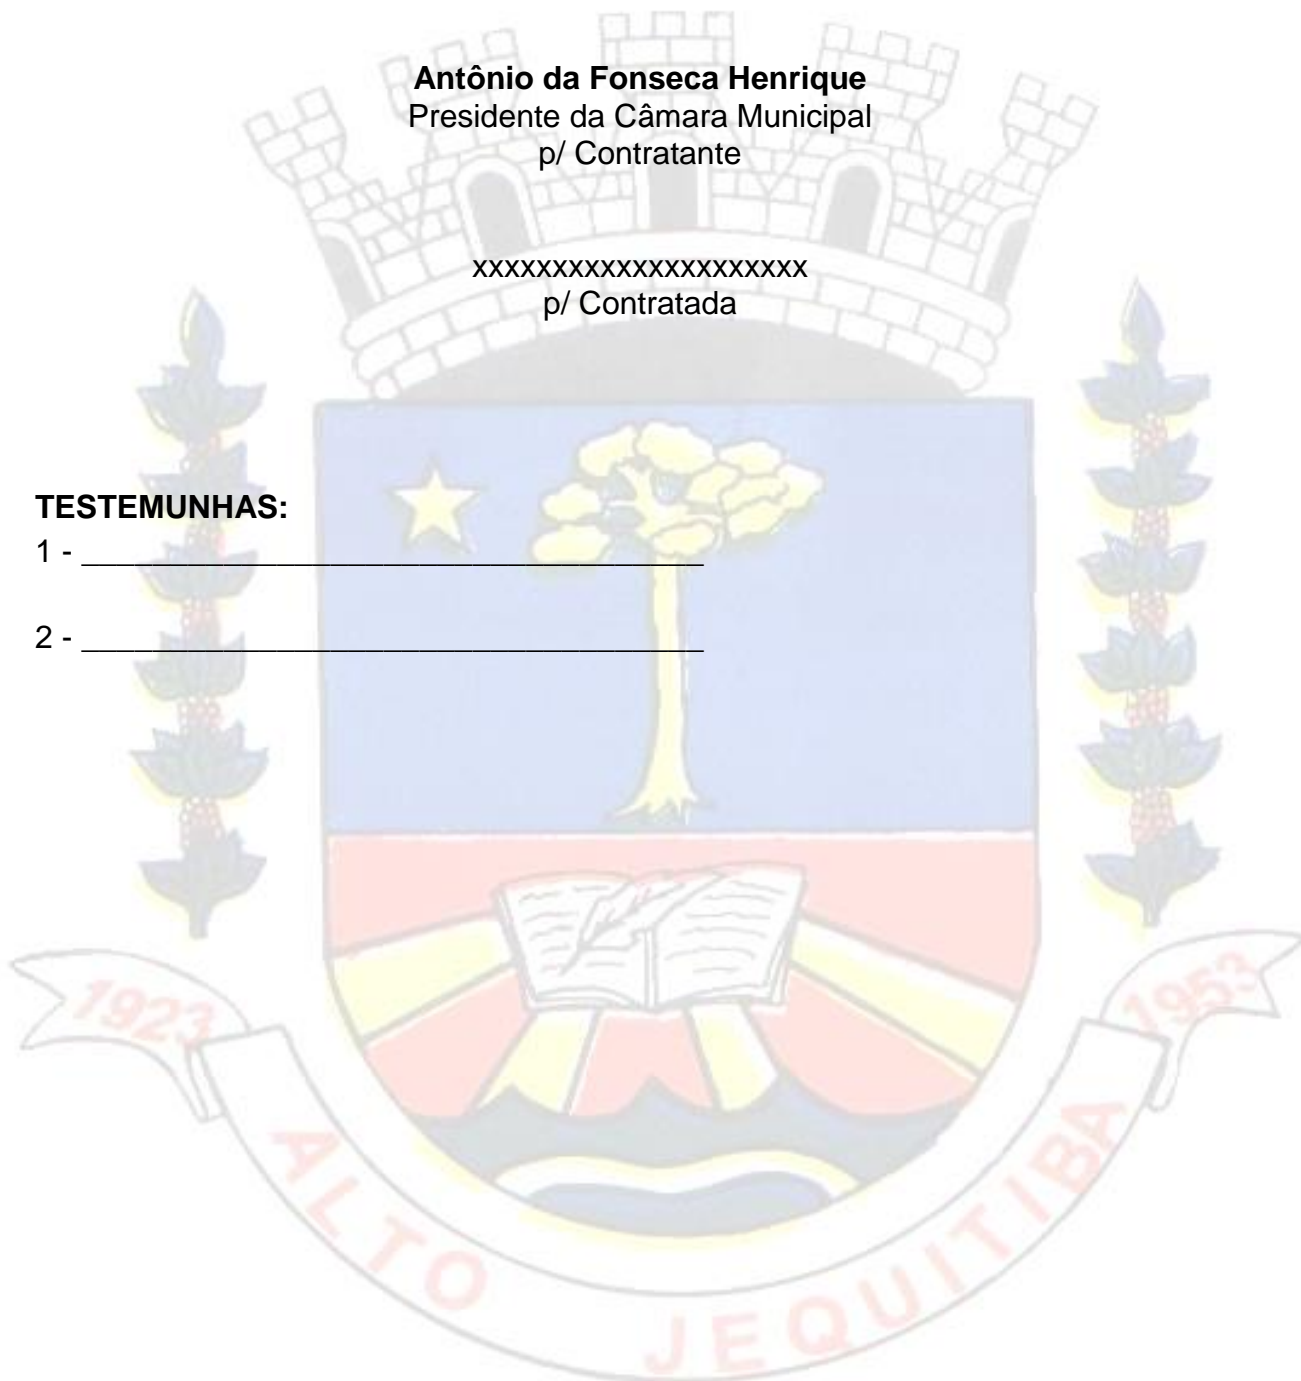 Antônio da Fonseca Henrique
Presidente da Câmara Municipal
p/ Contratante
xxxxxxxxxxxxxxxxxxxxx
p/ Contratada
TESTEMUNHAS:
1 - ___________________________________
2 - ___________________________________
1923
1953
ALTO JEQUITIBA